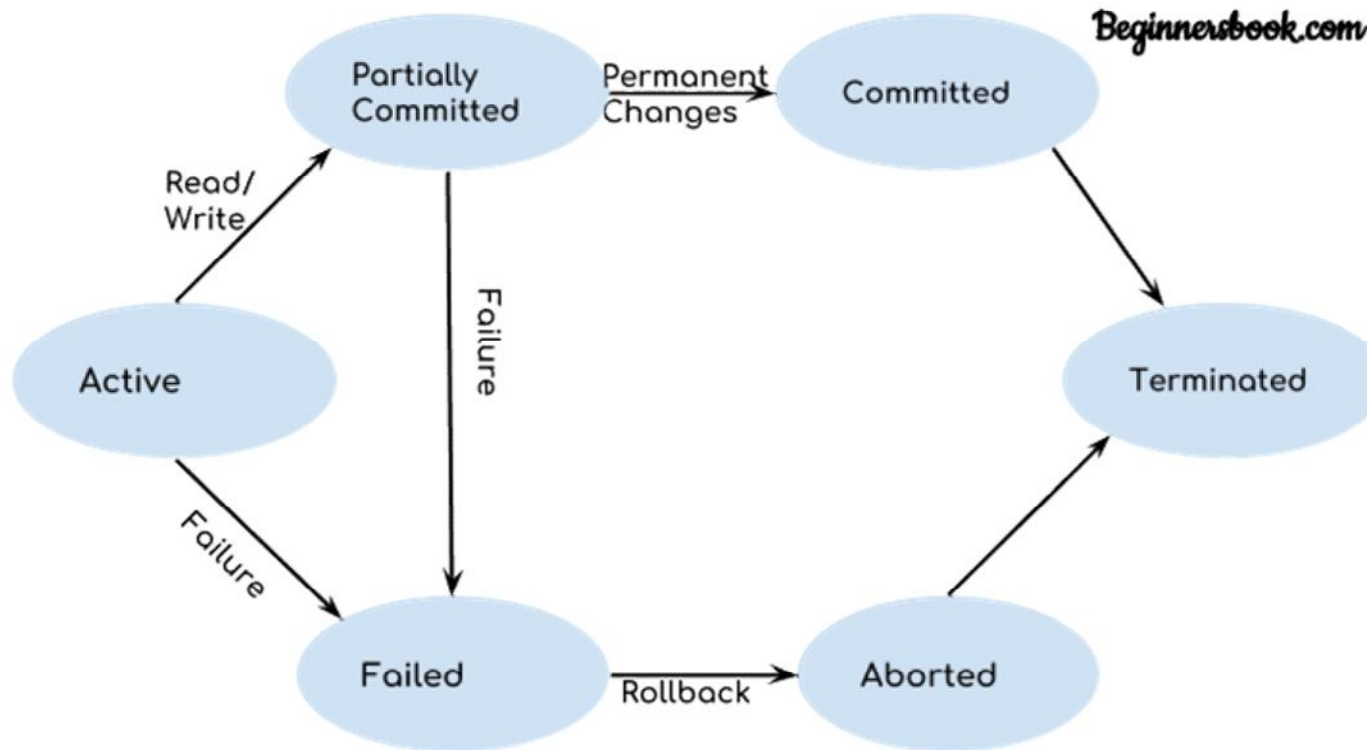 Beginnersbook.com
Partially
Committed
Permanent
Changes
Committed
Read/
Write
Failure
Active
Terminated
Failure
Failed
Rollback
Aborted